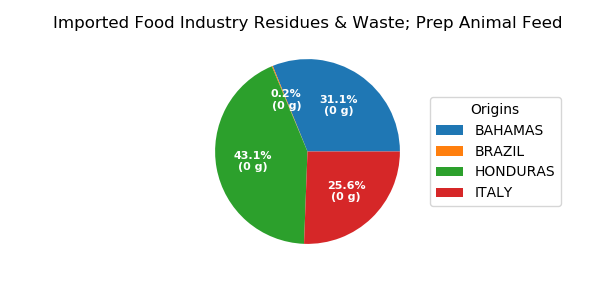 Imported Food Industry Residues & Waste; Prep Animal Feed
31.1%
(0 g)
0.2%
(0 g)
43.1%
(0 g)
25.6%
(0 g)
Origins
BAHAMAS
BRAZIL
HONDURAS
ITALY